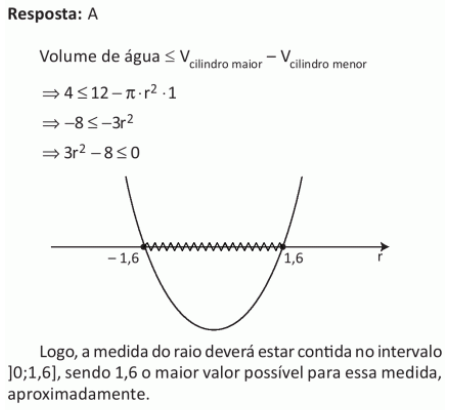 Resposta: A
Volume de água ≤ V_cilindro maior − V_cilindro menor
⇒ 4 ≤ 12 − π · r² · 1
⇒ −8 ≤ −3r²
⇒ 3r² − 8 ≤ 0
− 1,6 1,6 r
Logo, a medida do raio deverá estar contida no intervalo
]0;1,6], sendo 1,6 o maior valor possível para essa medida,
aproximadamente.